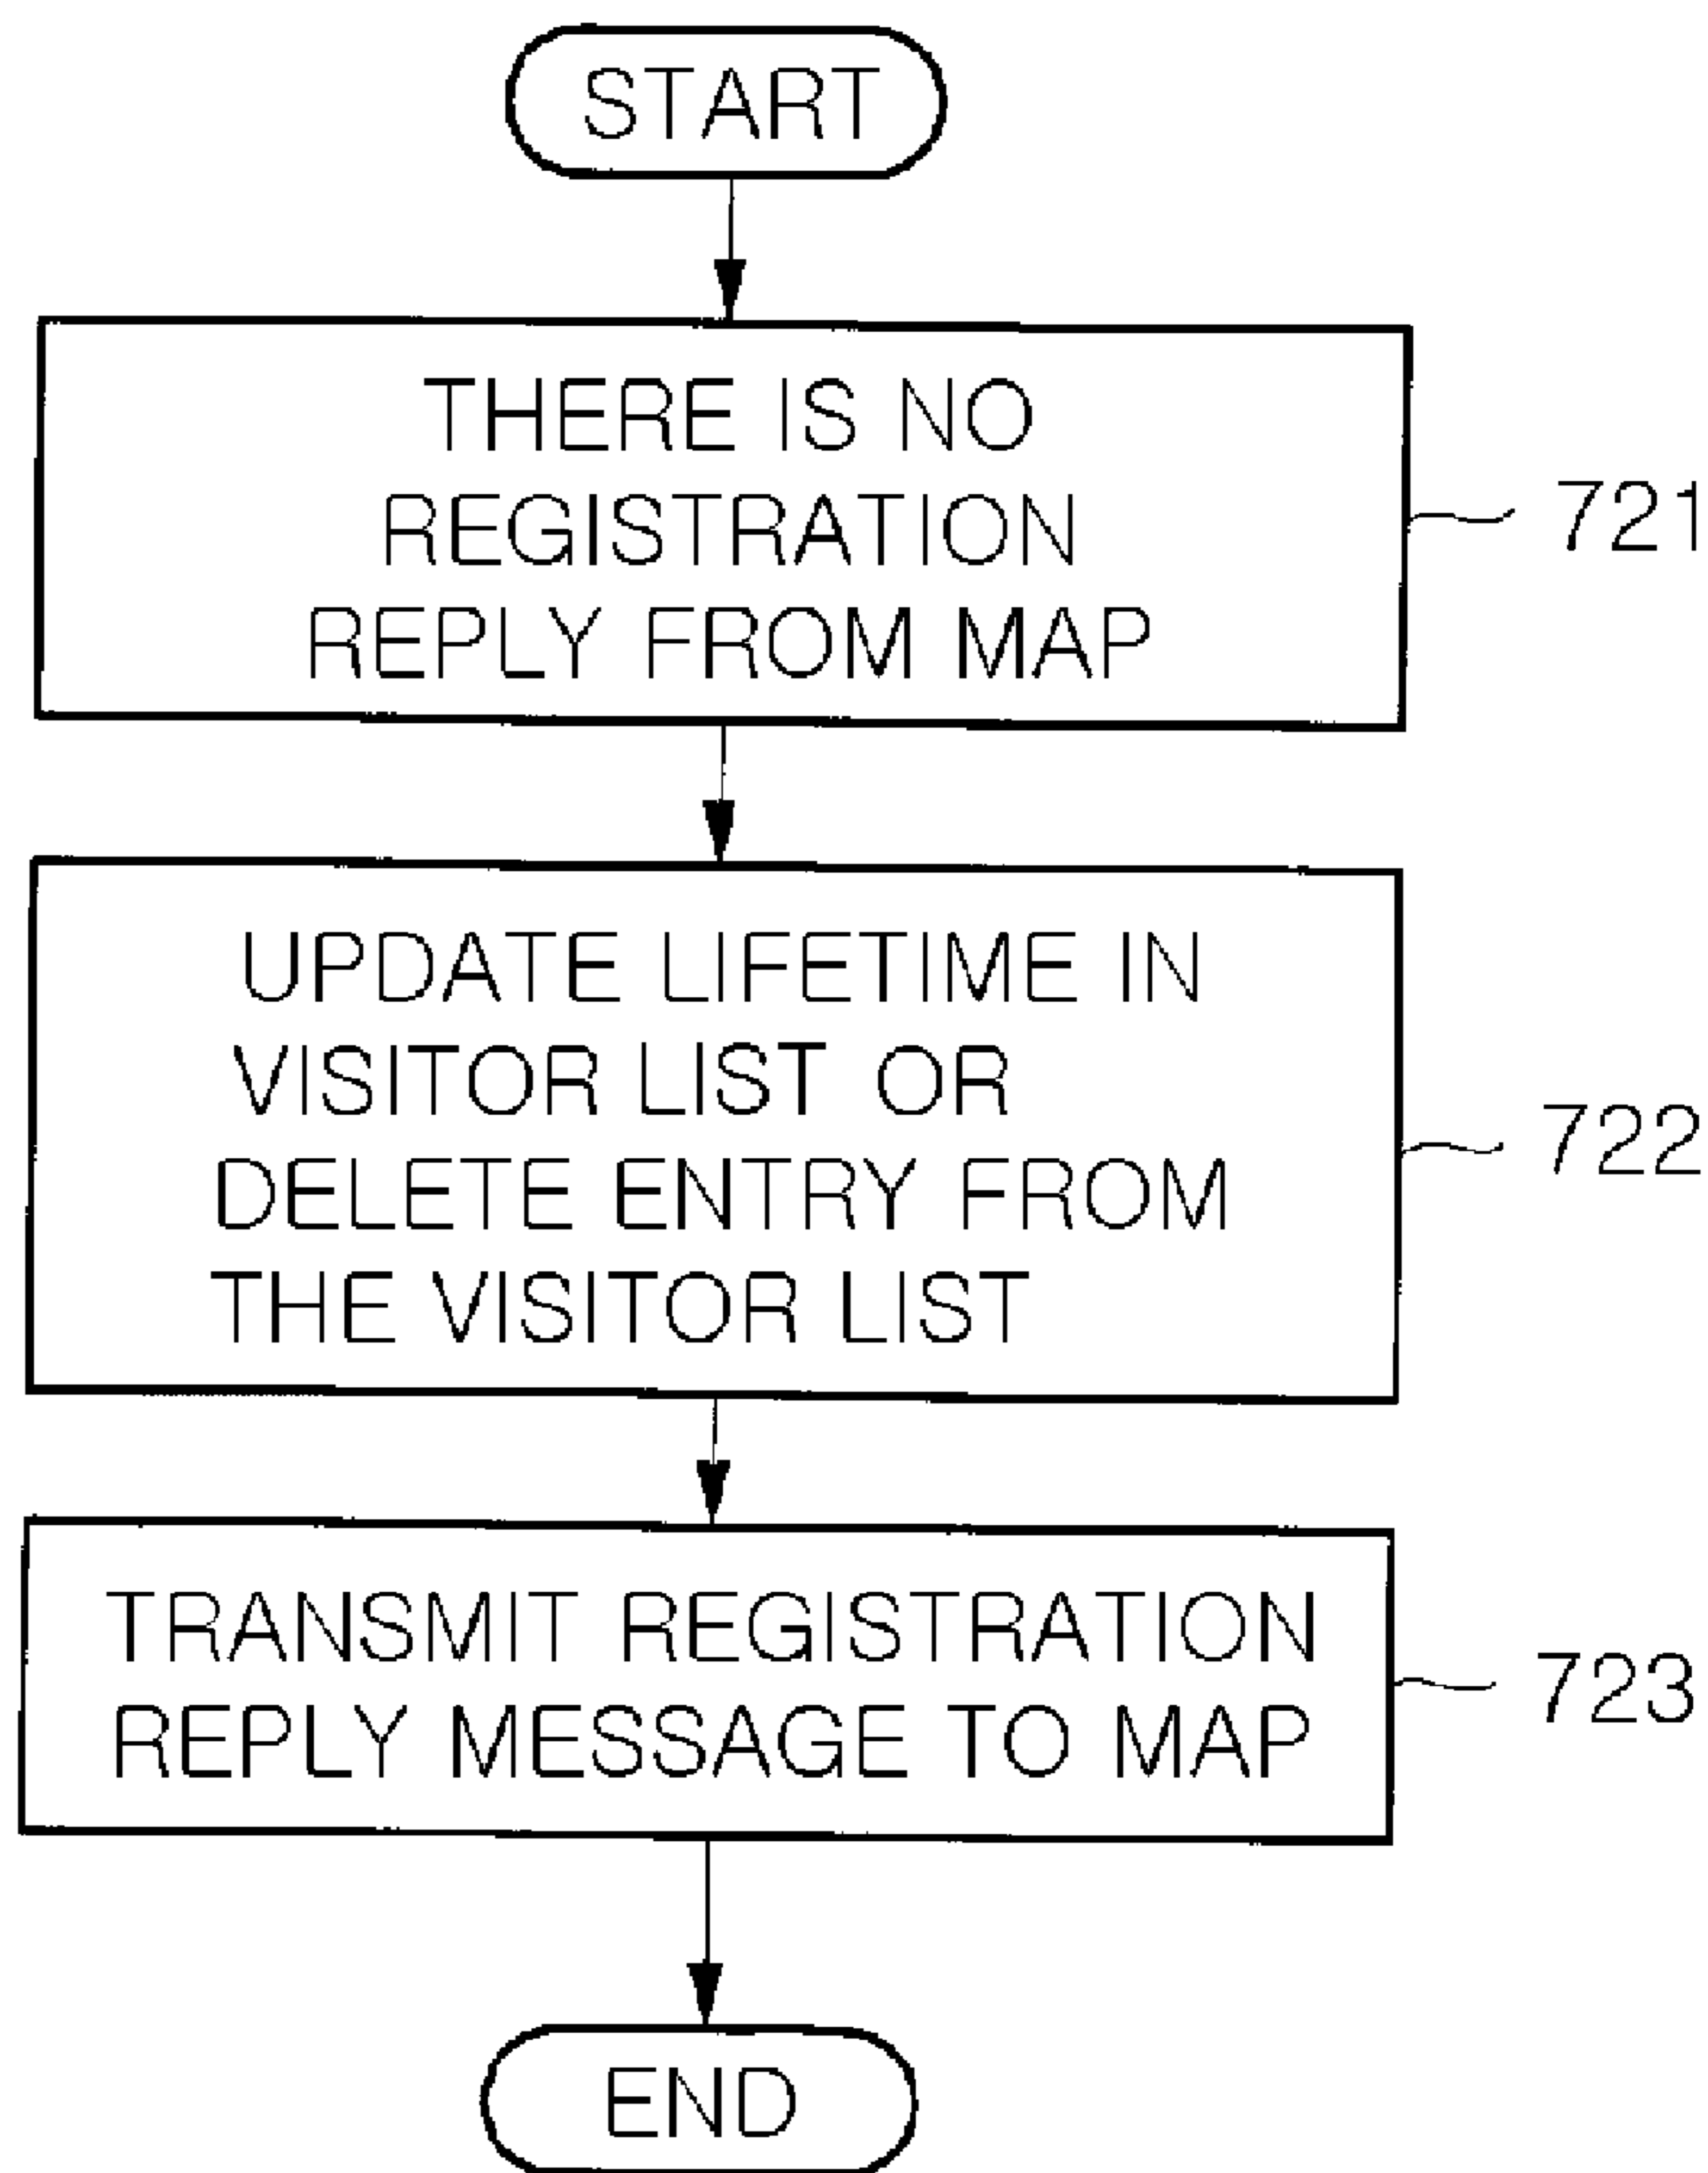 START
THERE IS NO
REGISTRATION
REPLY FROM MAP
721
UPDATE LIFETIME IN
VISITOR LIST OR
DELETE ENTRY FROM
THE VISITOR LIST
722
TRANSMIT REGISTRATION
REPLY MESSAGE TO MAP
723
END